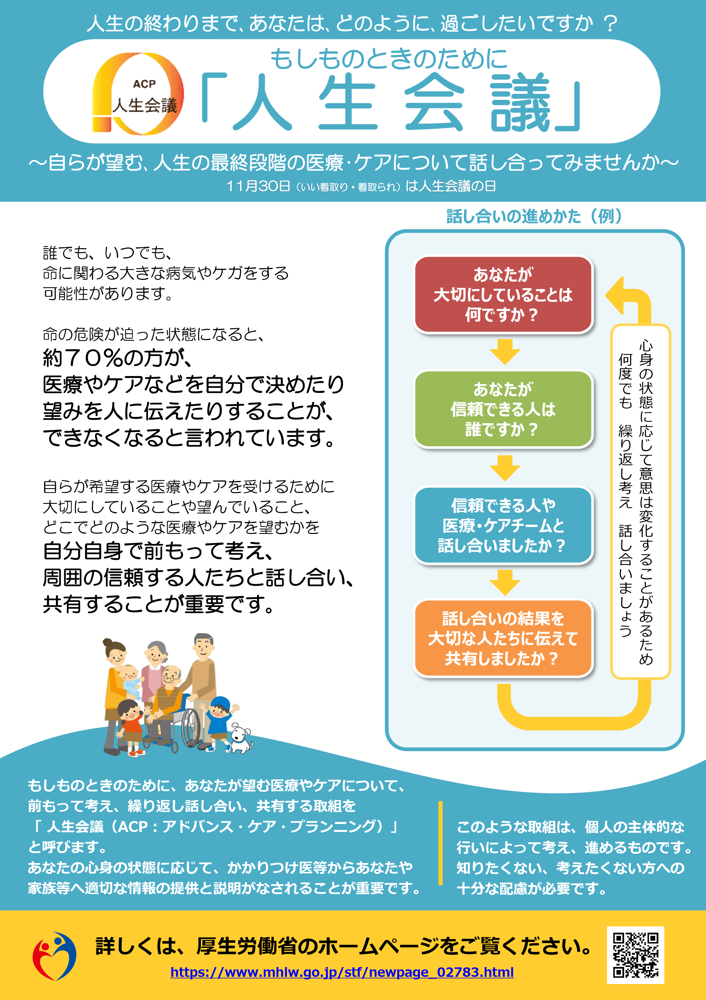 人生の終わりまで、あなたは、どのように、過ごしたいですか ？
もしものときのために
ACP
人生会議
「人生会議」
～自らが望む、人生の最終段階の医療・ケアについて話し合ってみませんか～
11月30日（いい看取り・看取られ）は人生会議の日
誰でも、いつでも、
命に関わる大きな病気やケガをする
可能性があります。
命の危険が迫った状態になると、
約７０％の方が、
医療やケアなどを自分で決めたり
望みを人に伝えたりすることが、
できなくなると言われています。
自らが希望する医療やケアを受けるために
大切にしていることや望んでいること、
どこでどのような医療やケアを望むかを
自分自身で前もって考え、
周囲の信頼する人たちと話し合い、
共有することが重要です。
話し合いの進めかた（例）
あなたが
大切にしていることは
何ですか？
あなたが
信頼できる人は
誰ですか？
信頼できる人や
医療・ケアチームと
話し合いましたか？
話し合いの結果を
大切な人たちに伝えて
共有しましたか？
心身の状態に応じて意思は変化することがあるため
何度でも　繰り返し考え　話し合いましょう
もしものときのために、あなたが望む医療やケアについて、
前もって考え、繰り返し話し合い、共有する取組を
「 人生会議（ACP：アドバンス・ケア・プランニング）」
と呼びます。
あなたの心身の状態に応じて、かかりつけ医等からあなたや
家族等へ適切な情報の提供と説明がなされることが重要です。
このような取組は、個人の主体的な
行いによって考え、進めるものです。
知りたくない、考えたくない方への
十分な配慮が必要です。
詳しくは、厚生労働省のホームページをご覧ください。
https://www.mhlw.go.jp/stf/newpage_02783.html